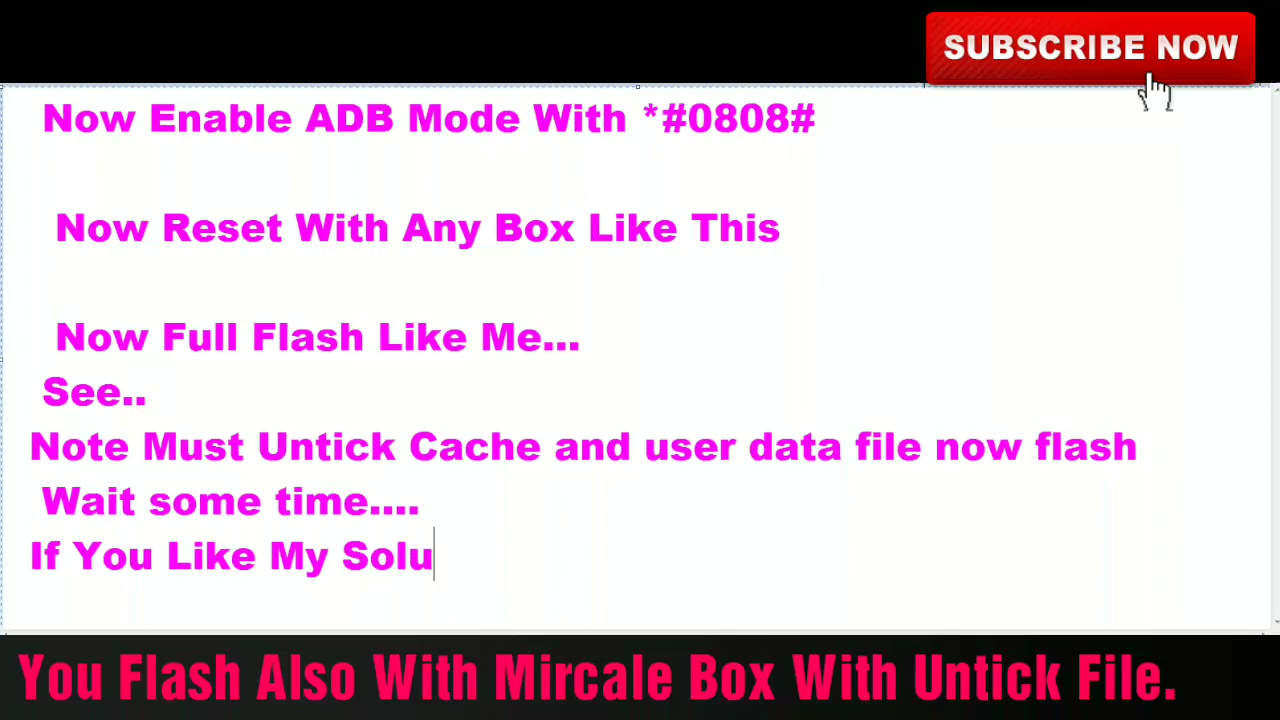 SUBSCRIBE NOW
Now Enable ADB Mode With *#0808#
Now Reset With Any Box Like This
Now Full Flash Like Me...
See..
Note Must Untick Cache and user data file now flash
Wait some time....
If You Like My Solu
You Flash Also With Mircale Box With Untick File.